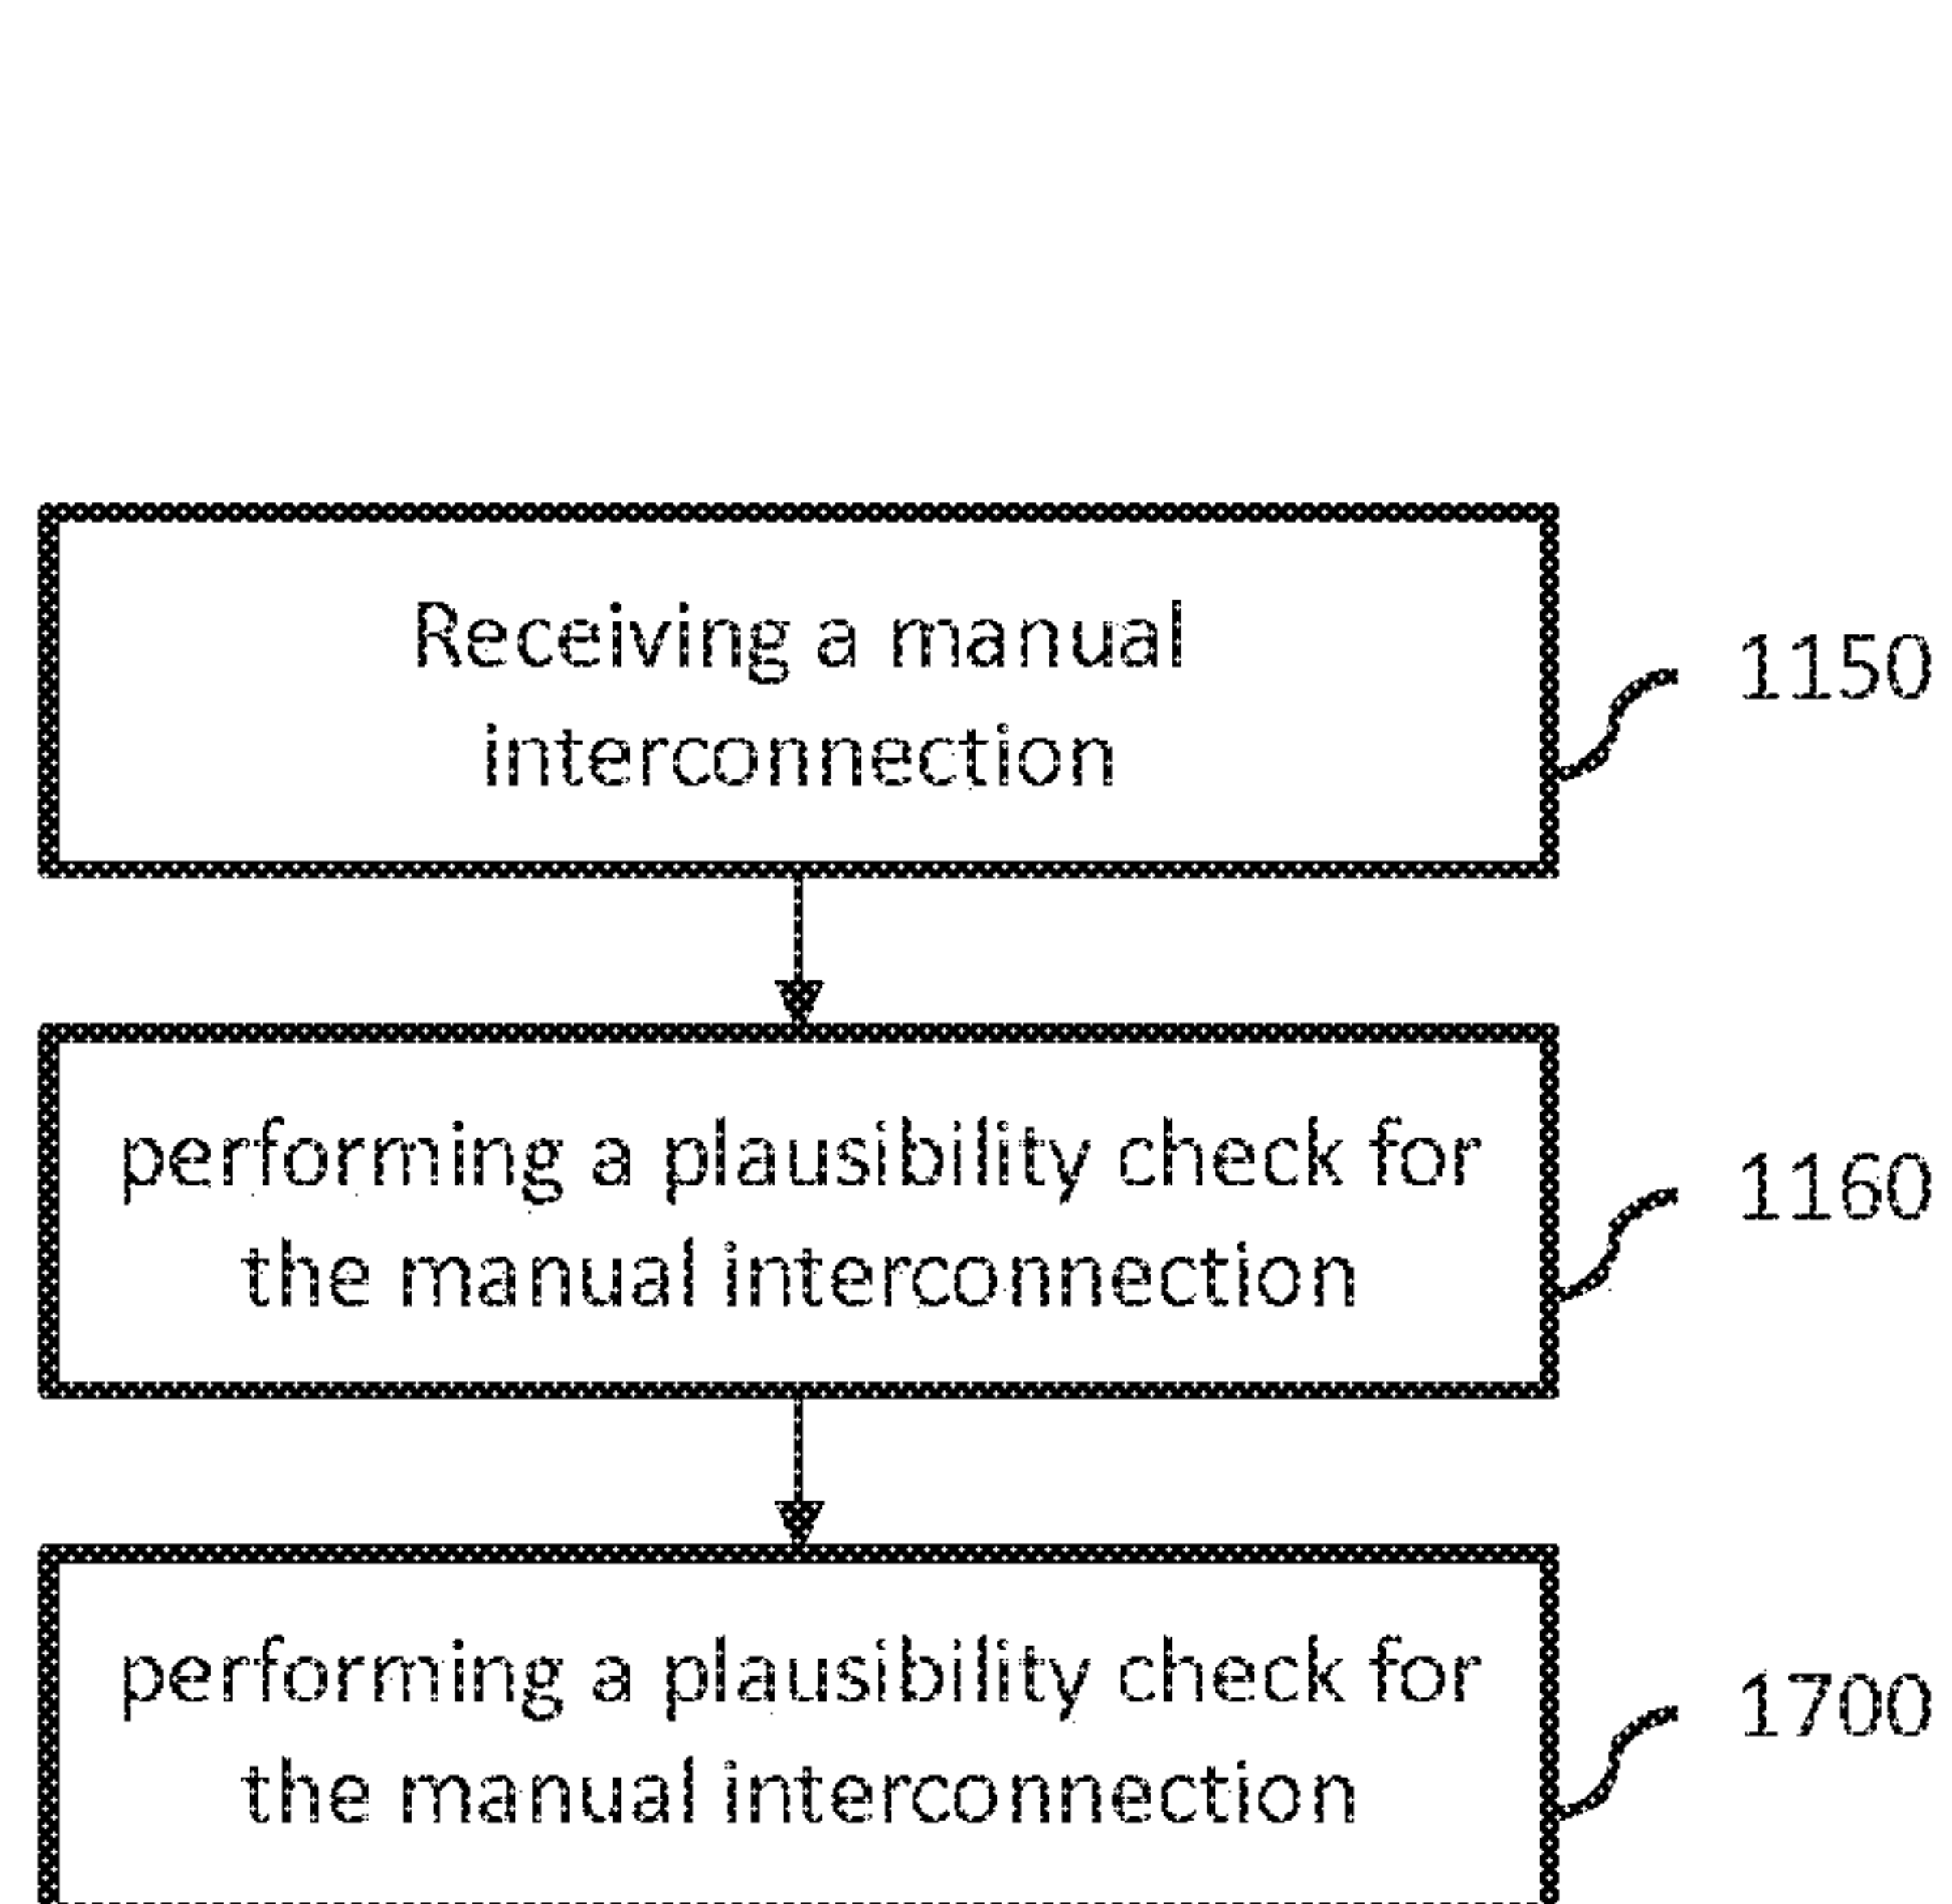 Receiving a manual
interconnection
1150
performing a plausibility check for
the manual interconnection
1160
performing a plausibility check for
the manual interconnection
1700